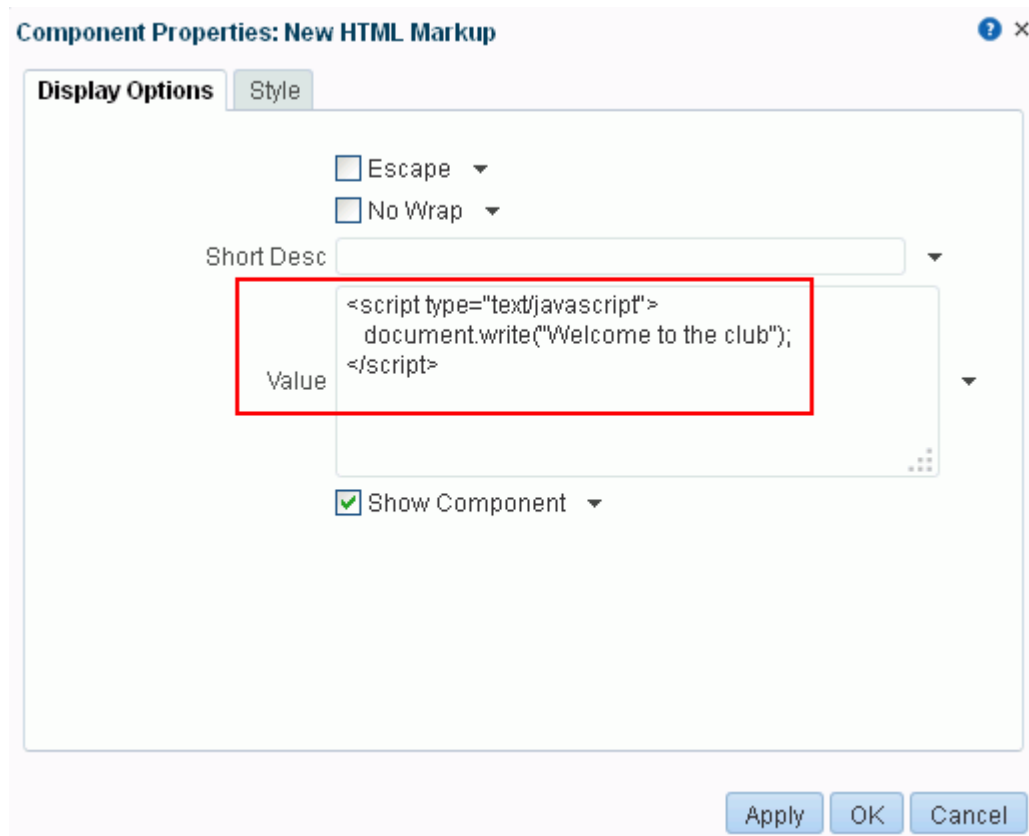 Component Properties: New HTML Markup
Display Options Style
Escape
No Wrap
Short Desc
Value
<script type="text/javascript">
document.write("Welcome to the club");
</script>
Show Component
Apply OK Cancel